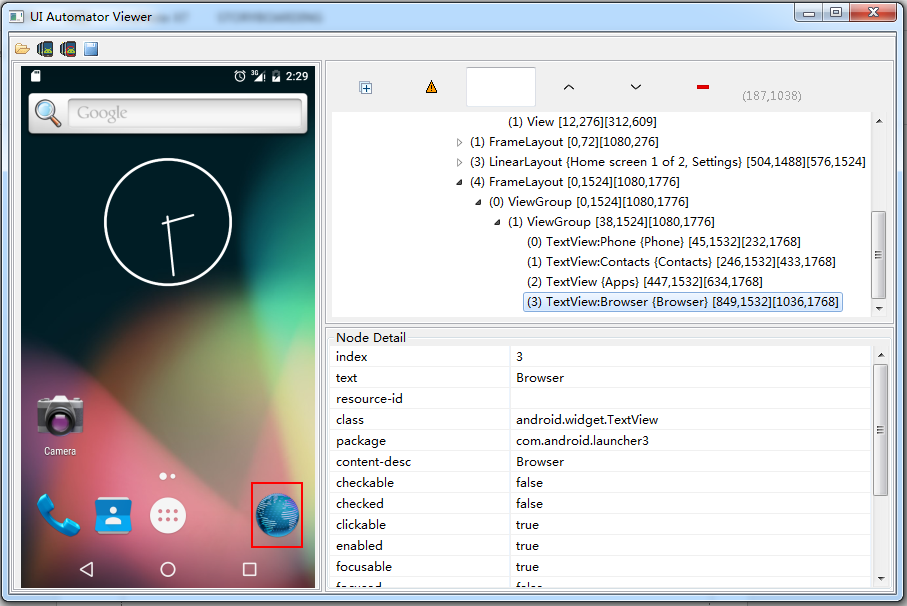 UI Automator Viewer
3G
2:29
Google
Camera
(187,1038)
(1) View [12,276][312,609]
(1) FrameLayout [0,72][1080,276]
(3) LinearLayout {Home screen 1 of 2, Settings} [504,1488][576,1524]
(4) FrameLayout [0,1524][1080,1776]
(0) ViewGroup [0,1524][1080,1776]
(1) ViewGroup [38,1524][1080,1776]
(0) TextView:Phone {Phone} [45,1532][232,1768]
(1) TextView:Contacts {Contacts} [246,1532][433,1768]
(2) TextView {Apps} [447,1532][634,1768]
(3) TextView:Browser {Browser} [849,1532][1036,1768]
Node Detail
index 3
text Browser
resource-id
class android.widget.TextView
package com.android.launcher3
content-desc Browser
checkable false
checked false
clickable true
enabled true
focusable true
focused false